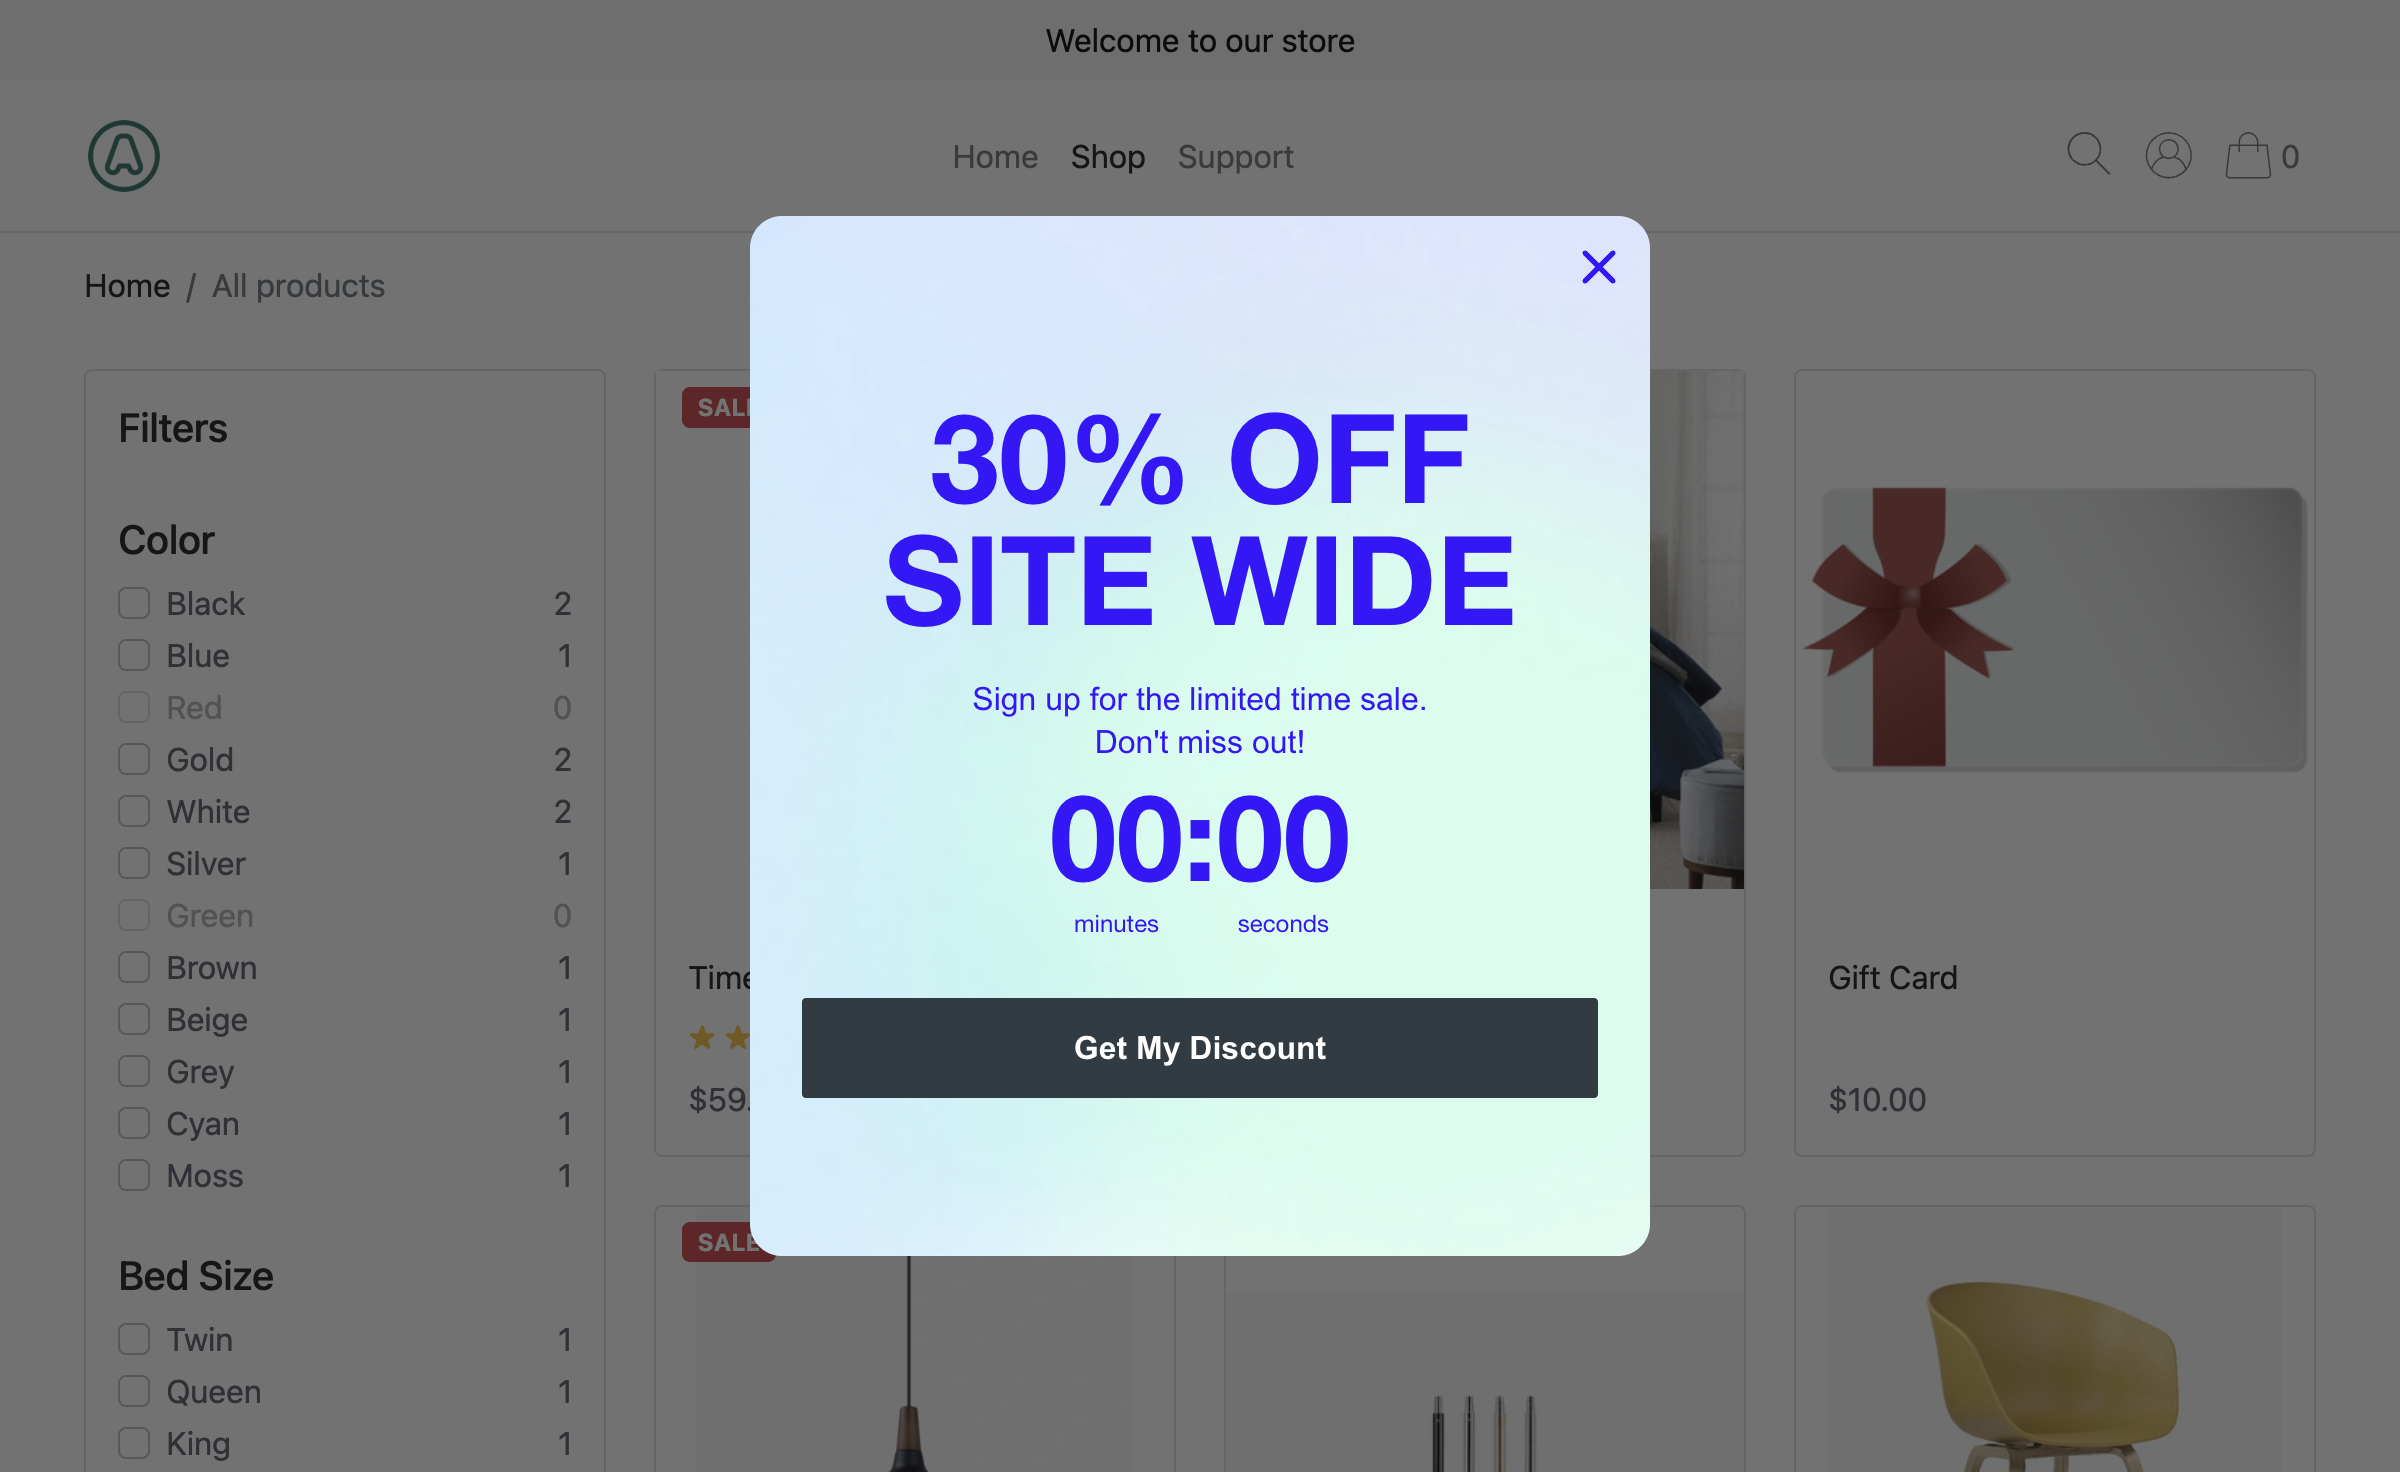 Welcome to our store
Home Shop Support
0
Home / All products
Filters
Color
Black 2
Blue 1
Red 0
Gold 2
White 2
Silver 1
Green 0
Brown 1
Beige 1
Grey 1
Cyan 1
Moss 1
Bed Size
Twin 1
Queen 1
King 1
30% OFF
SITE WIDE
Sign up for the limited time sale.
Don't miss out!
00:00
minutes seconds
Get My Discount
SALE
Gift Card
$10.00
SALE